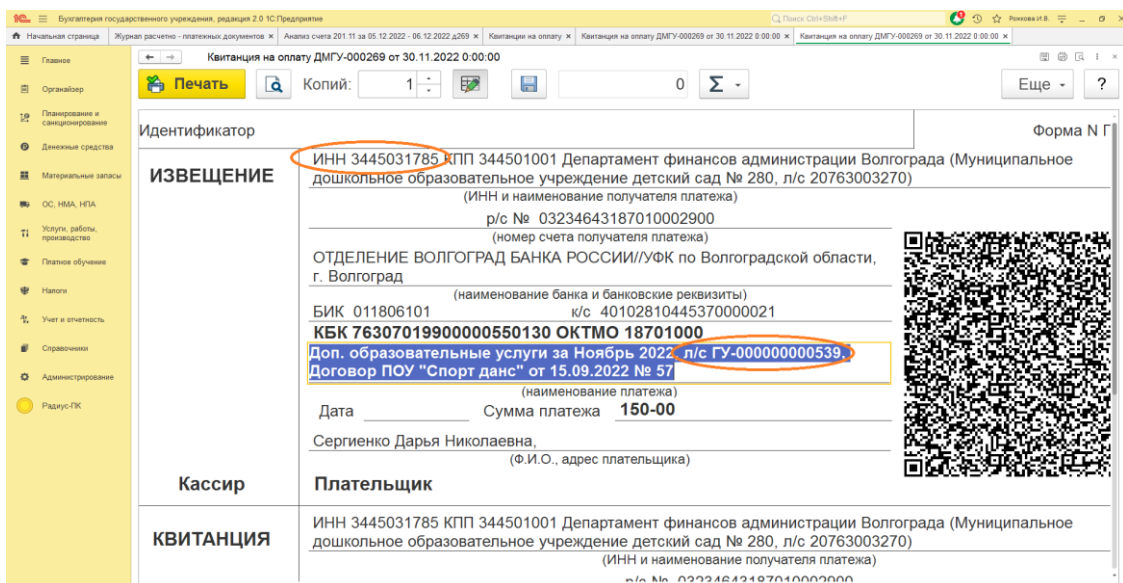 1С Бухгалтерия государственного учреждения, редакция 2.0 1С:Предприятие
Поиск Ctrl+Shift+F
Начальная страница Журнал расчетно - платежных документов × Анализ счета 201.11 за 05.12.2022 - 06.12.2022 д269 × Квитанции на оплату × Квитанция на оплату ДМГУ-000269 от 30.11.2022 0:00:00 × Квитанция на оплату ДМГУ-000269 от 30.11.2022 0:00:00 ×
Главное
Органайзер
Планирование и
санкционирование
Денежные средства
Материальные запасы
ОС, НМА, НПА
Услуги, работы,
производство
Платное обучение
Налоги
Учет и отчетность
Справочники
Администрирование
Радиус-ПК
Квитанция на оплату ДМГУ-000269 от 30.11.2022 0:00:00
Печать Копий: 1 0 Σ Еще ?
Идентификатор Форма N П
ИЗВЕЩЕНИЕ
ИНН 3445031785 КПП 344501001 Департамент финансов администрации Волгограда (Муниципальное
дошкольное образовательное учреждение детский сад № 280, л/с 20763003270)
(ИНН и наименование получателя платежа)
р/с № 03234643187010002900
(номер счета получателя платежа)
ОТДЕЛЕНИЕ ВОЛГОГРАД БАНКА РОССИИ//УФК по Волгоградской области,
г. Волгоград
(наименование банка и банковские реквизиты)
БИК 011806101 к/с 40102810445370000021
КБК 76307019900000550130 ОКТМО 18701000
Доп. образовательные услуги за Ноябрь 2022, л/с ГУ-000000000539,
Договор ПОУ "Спорт данс" от 15.09.2022 № 57
(наименование платежа)
Дата Сумма платежа 150-00
Сергиенко Дарья Николаевна,
(Ф.И.О., адрес плательщика)
Кассир Плательщик
КВИТАНЦИЯ
ИНН 3445031785 КПП 344501001 Департамент финансов администрации Волгограда (Муниципальное
дошкольное образовательное учреждение детский сад № 280, л/с 20763003270)
(ИНН и наименование получателя платежа)
р/с № 03234643187010002900